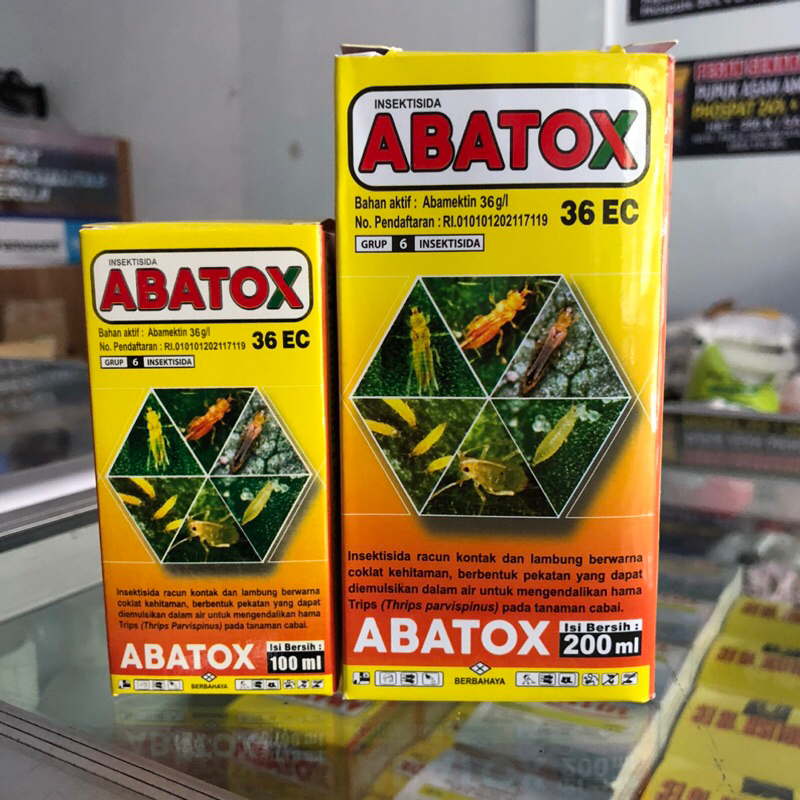 INSEKTISIDA
ABATOX
Bahan aktif : Abamektin 36 g/l
No. Pendaftaran : RI.010101202117119
36 EC
GRUP 6 INSEKTISIDA
Insektisida racun kontak dan lambung berwarna
coklat kehitaman, berbentuk pekatan yang dapat
diemulsikan dalam air untuk mengendalikan hama
Trips (Thrips Parvispinus) pada tanaman cabai.
ABATOX
Isi Bersih :
100 ml
BERBAHAYA
INSEKTISIDA
ABATOX
Bahan aktif : Abamektin 36 g/l
No. Pendaftaran : RI.010101202117119
36 EC
GRUP 6 INSEKTISIDA
Insektisida racun kontak dan lambung berwarna
coklat kehitaman, berbentuk pekatan yang dapat
diemulsikan dalam air untuk mengendalikan hama
Trips (Thrips parvispinus) pada tanaman cabai.
ABATOX
Isi Bersih :
200 ml
BERBAHAYA
PUPUK ASAM